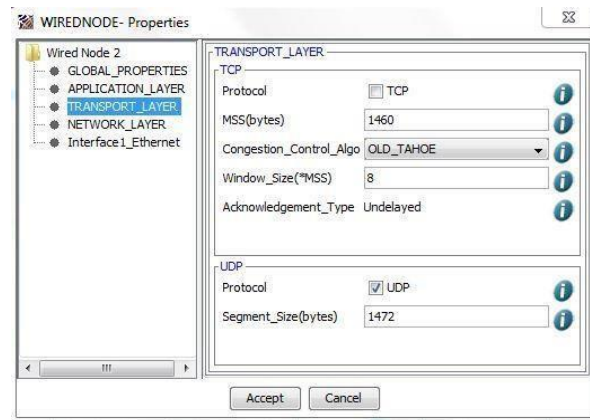 WIREDNODE- Properties
Wired Node 2
GLOBAL_PROPERTIES
APPLICATION_LAYER
TRANSPORT_LAYER
NETWORK_LAYER
Interface1_Ethernet
TRANSPORT_LAYER
TCP
Protocol TCP
MSS(bytes) 1460
Congestion_Control_Algo OLD_TAHOE
Window_Size(*MSS) 8
Acknowledgement_Type Undelayed
UDP
Protocol UDP
Segment_Size(bytes) 1472
Accept Cancel